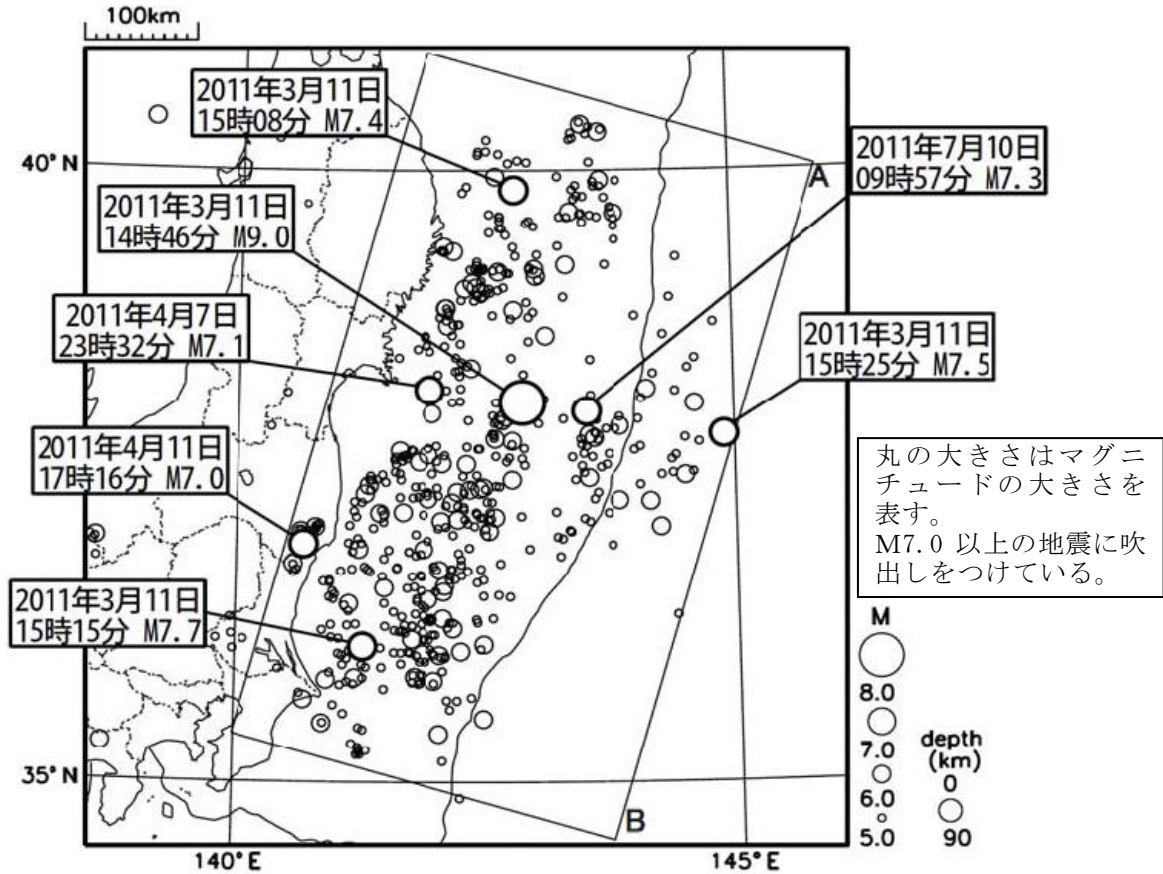 100km
2011年3月11日
15時08分 M7.4
2011年7月10日
09時57分 M7.3
40°N
A
2011年3月11日
14時46分 M9.0
2011年4月7日
23時32分 M7.1
2011年3月11日
15時25分 M7.5
2011年4月11日
17時16分 M7.0
丸の大きさはマグニ
チュードの大きさを
表す。
M7.0 以上の地震に吹
出しをつけている。
2011年3月11日
15時15分 M7.7
M
8.0
7.0
6.0
5.0
depth
(km)
0
90
35°N
B
140°E
145°E